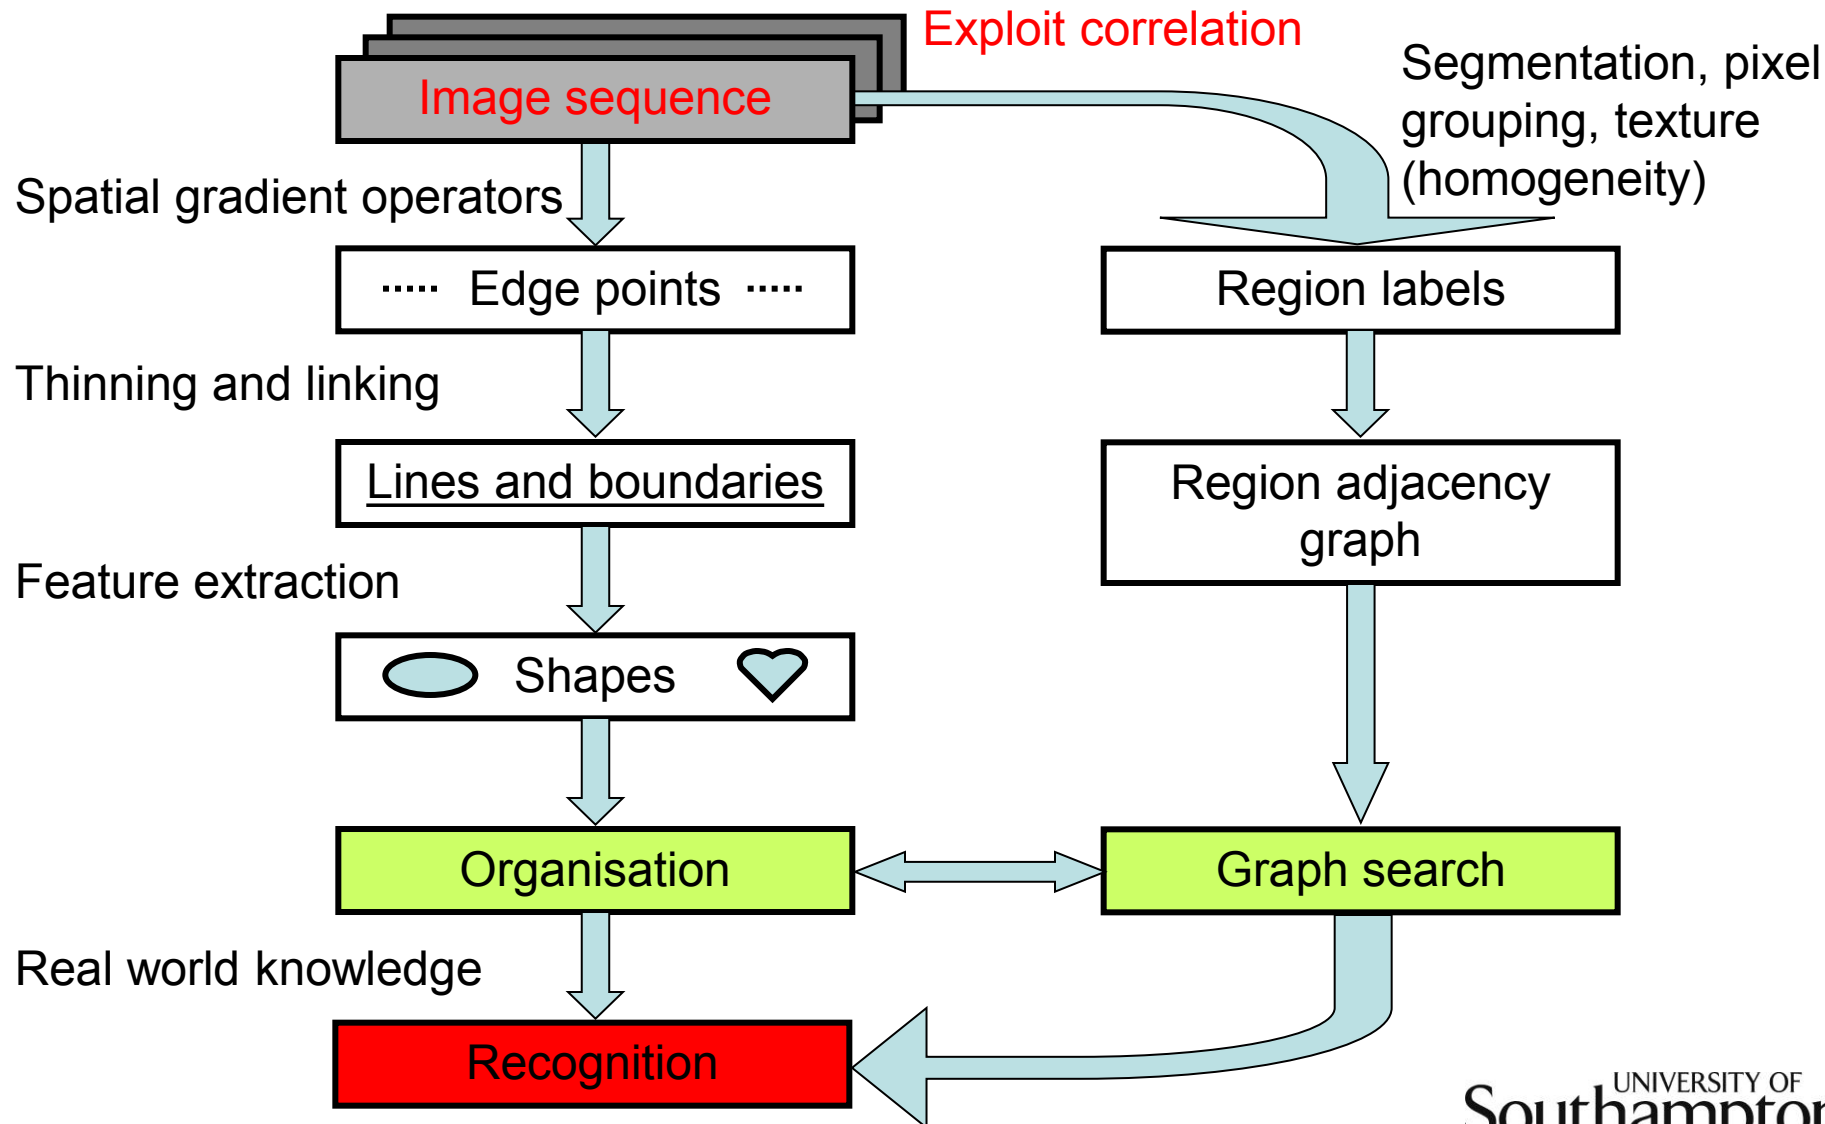 Exploit correlation
Image sequence
Segmentation, pixel
grouping, texture
(homogeneity)
Spatial gradient operators
Edge points
Region labels
Thinning and linking
Lines and boundaries
Region adjacency
graph
Feature extraction
Shapes
Organisation
Graph search
Real world knowledge
Recognition
UNIVERSITY OF
Southampton